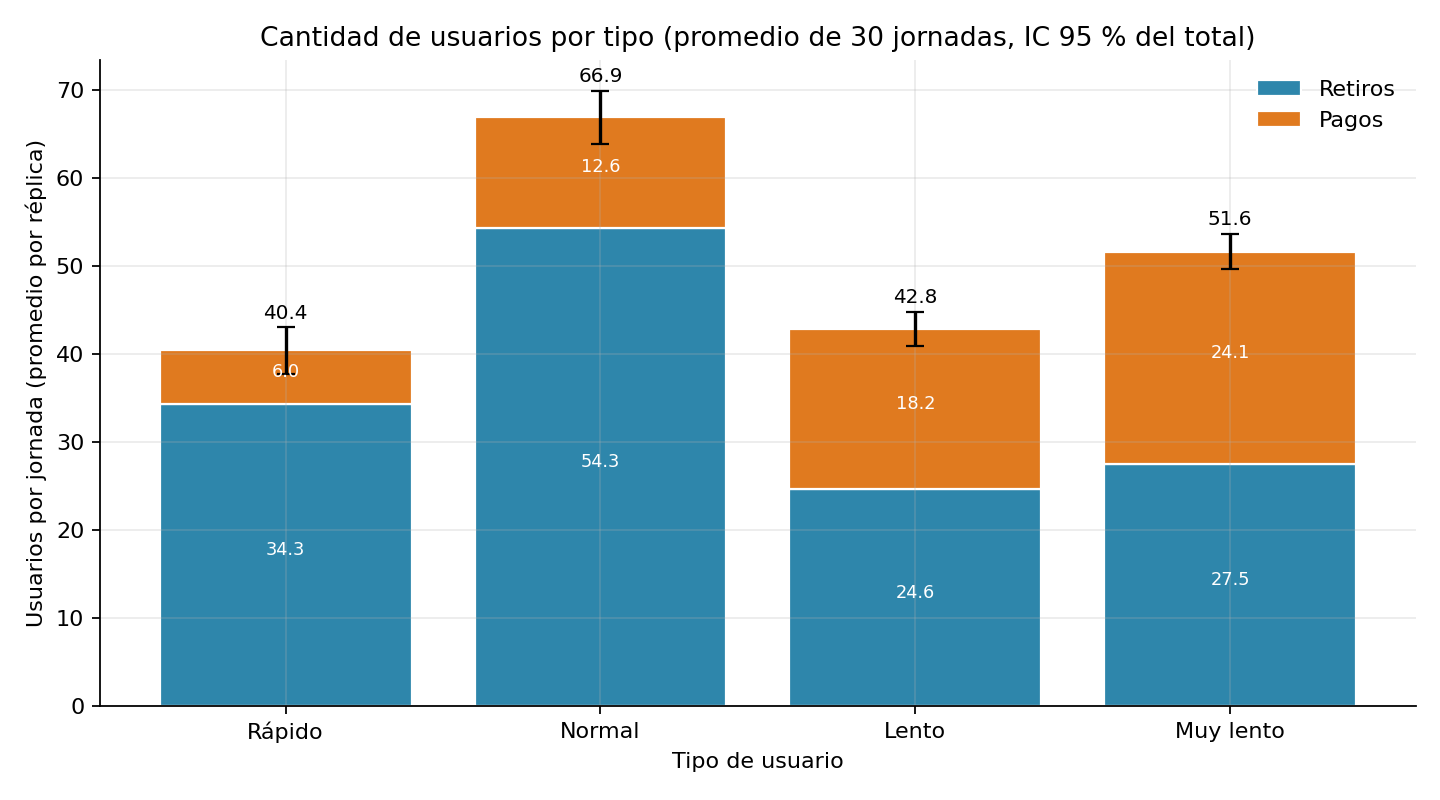 Cantidad de usuarios por tipo (promedio de 30 jornadas, IC 95 % del total)
Retiros
Pagos
Usuarios por jornada (promedio por réplica)
70
60
50
40
30
20
10
0
40.4
6.0
34.3
66.9
12.6
54.3
42.8
18.2
24.6
51.6
24.1
27.5
Rápido
Normal
Lento
Muy lento
Tipo de usuario